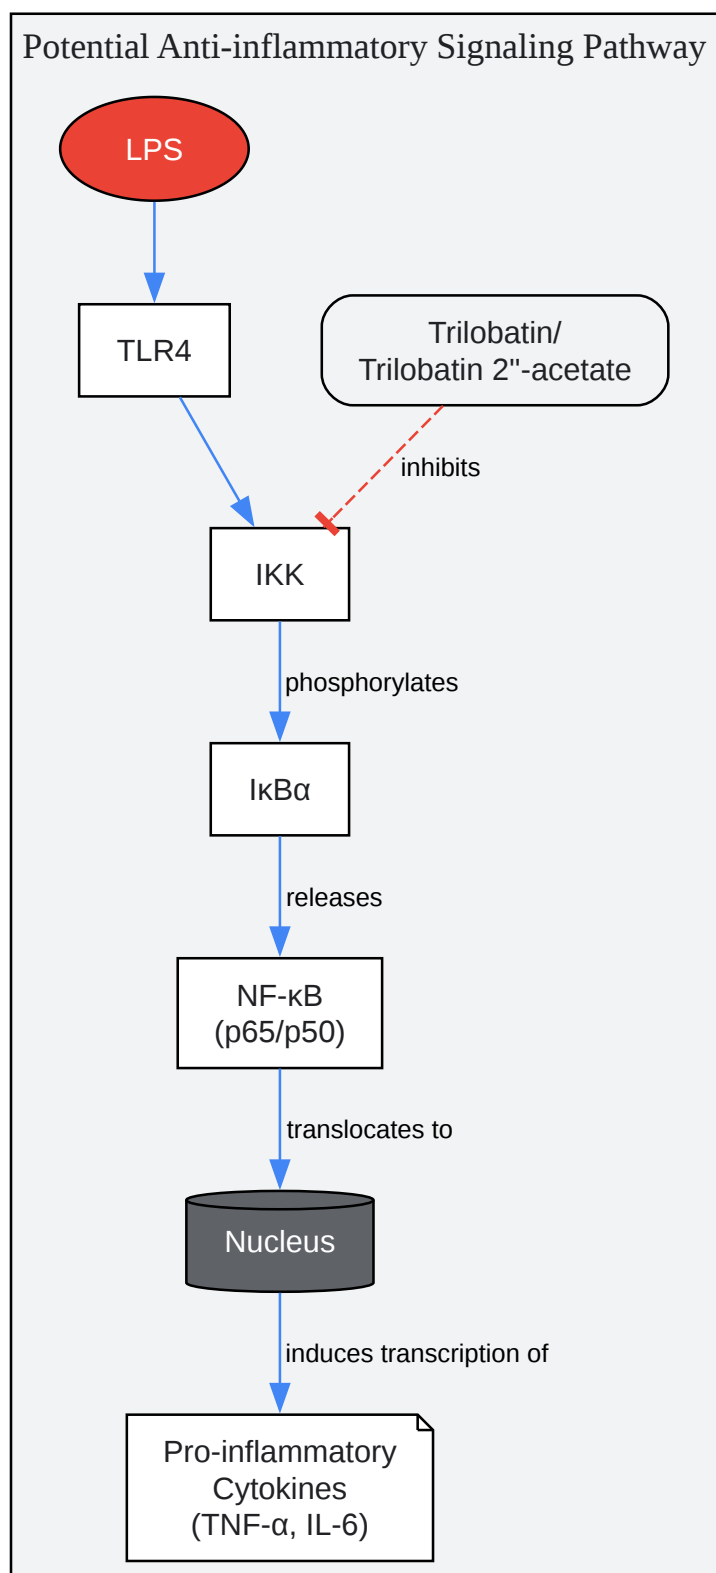 Potential Anti-inflammatory Signaling Pathway
LPS
TLR4
Trilobatin/
Trilobatin 2"-acetate
inhibits
IKK
phosphorylates
IκBα
releases
NF-κB
(p65/p50)
translocates to
Nucleus
induces transcription of
Pro-inflammatory
Cytokines
(TNF-α, IL-6)